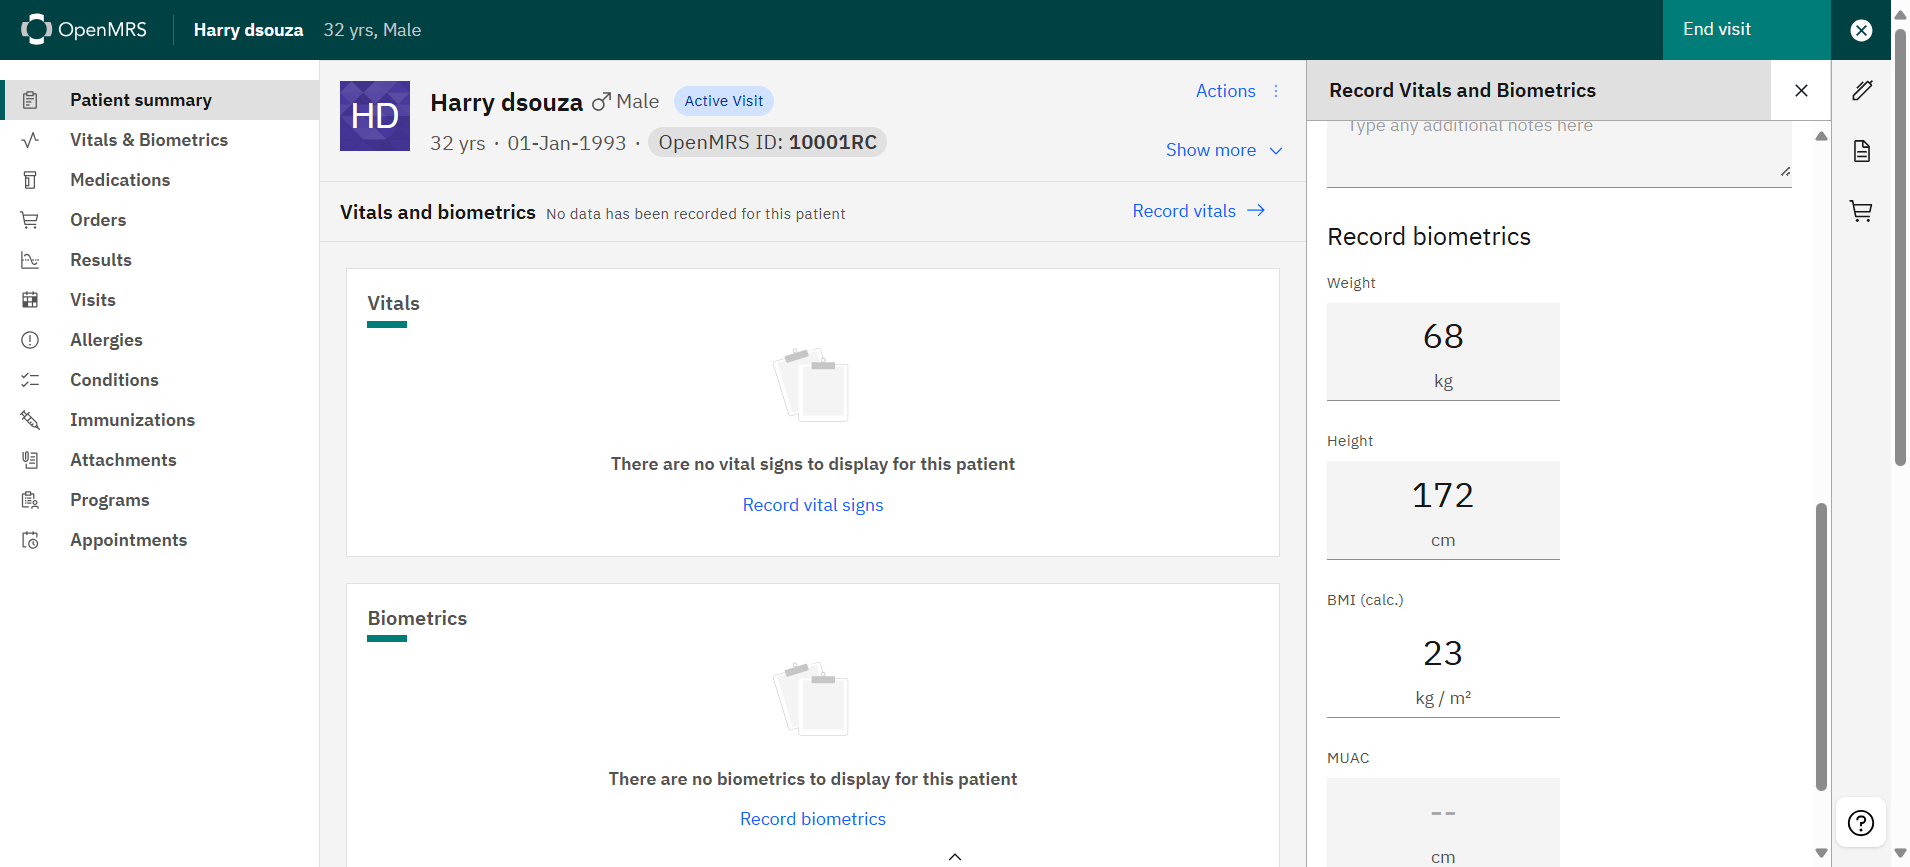 OpenMRS
Harry dsouza 32 yrs, Male
End visit
Patient summary
Vitals & Biometrics
Medications
Orders
Results
Visits
Allergies
Conditions
Immunizations
Attachments
Programs
Appointments
HD
Harry dsouza Male Active Visit
32 yrs · 01-Jan-1993 · OpenMRS ID: 10001RC
Actions
Show more
Vitals and biometrics No data has been recorded for this patient
Record vitals
Vitals
There are no vital signs to display for this patient
Record vital signs
Biometrics
There are no biometrics to display for this patient
Record biometrics
Record Vitals and Biometrics
Type any additional notes here
Record biometrics
Weight
68
kg
Height
172
cm
BMI (calc.)
23
kg / m²
MUAC
--
cm